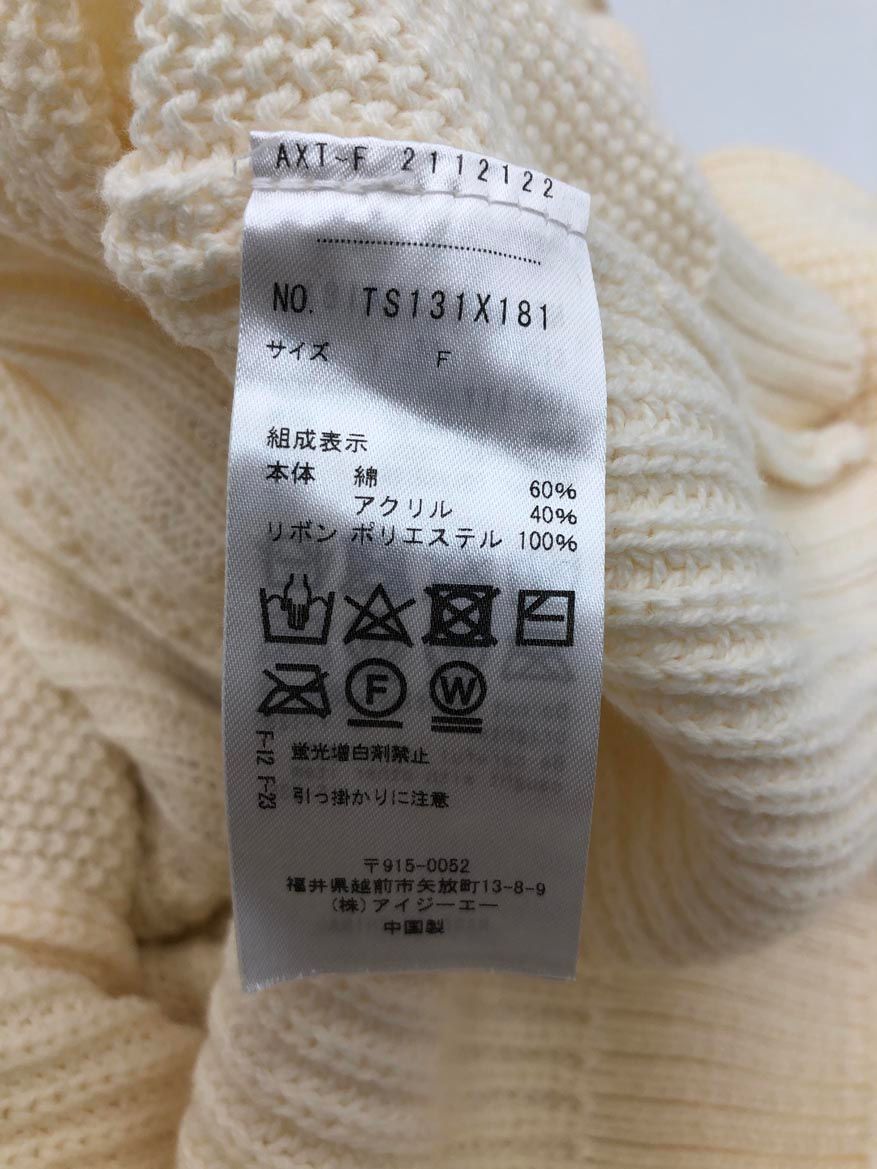 AXT-F 2112122
NO. TS131X181
サイズ F
組成表示
本体 綿 60%
アクリル 40%
リボン ポリエステル 100%
F W
F-12 F-23
蛍光増白剤禁止
引っ掛かりに注意
〒915-0052
福井県越前市矢放町13-8-9
(株)アイジーエー
中国製